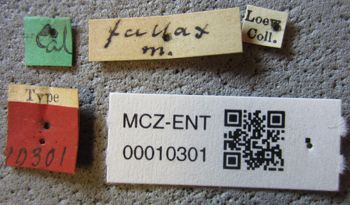 Cal
fallax
m.
Loew
Coll.
Type
10301
MCZ-ENT
00010301